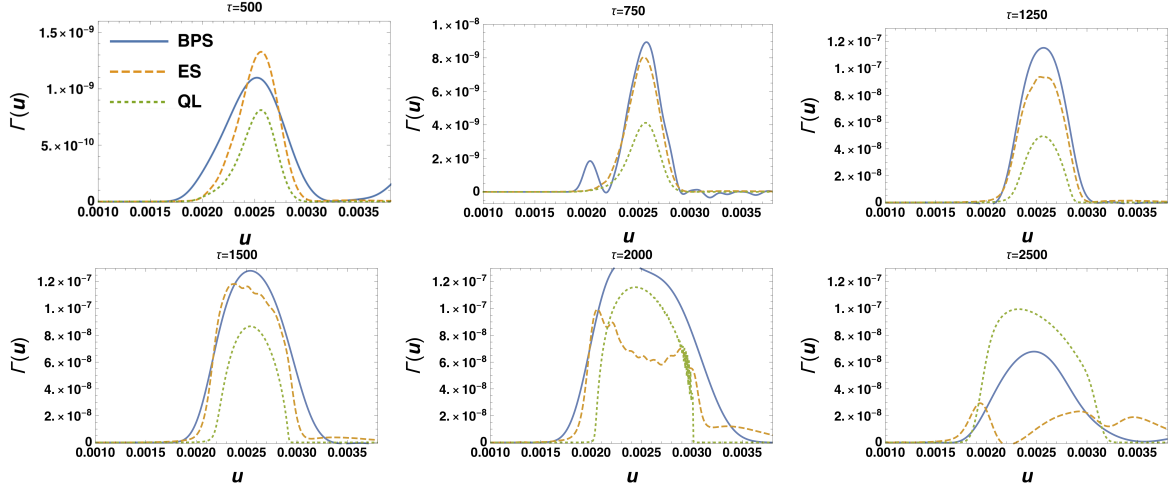 τ=500
1.5×10⁻⁹
1.×10⁻⁹
5.×10⁻¹⁰
0
Γ(u)
BPS
ES
QL
0.0010 0.0015 0.0020 0.0025 0.0030 0.0035
u
τ=750
1.×10⁻⁸
8.×10⁻⁹
6.×10⁻⁹
4.×10⁻⁹
2.×10⁻⁹
0
Γ(u)
0.0010 0.0015 0.0020 0.0025 0.0030 0.0035
u
τ=1250
1.2×10⁻⁷
1.×10⁻⁷
8.×10⁻⁸
6.×10⁻⁸
4.×10⁻⁸
2.×10⁻⁸
0
Γ(u)
0.0010 0.0015 0.0020 0.0025 0.0030 0.0035
u
τ=1500
1.2×10⁻⁷
1.×10⁻⁷
8.×10⁻⁸
6.×10⁻⁸
4.×10⁻⁸
2.×10⁻⁸
0
Γ(u)
0.0010 0.0015 0.0020 0.0025 0.0030 0.0035
u
τ=2000
1.2×10⁻⁷
1.×10⁻⁷
8.×10⁻⁸
6.×10⁻⁸
4.×10⁻⁸
2.×10⁻⁸
0
Γ(u)
0.0010 0.0015 0.0020 0.0025 0.0030 0.0035
u
τ=2500
1.2×10⁻⁷
1.×10⁻⁷
8.×10⁻⁸
6.×10⁻⁸
4.×10⁻⁸
2.×10⁻⁸
0
Γ(u)
0.0010 0.0015 0.0020 0.0025 0.0030 0.0035
u